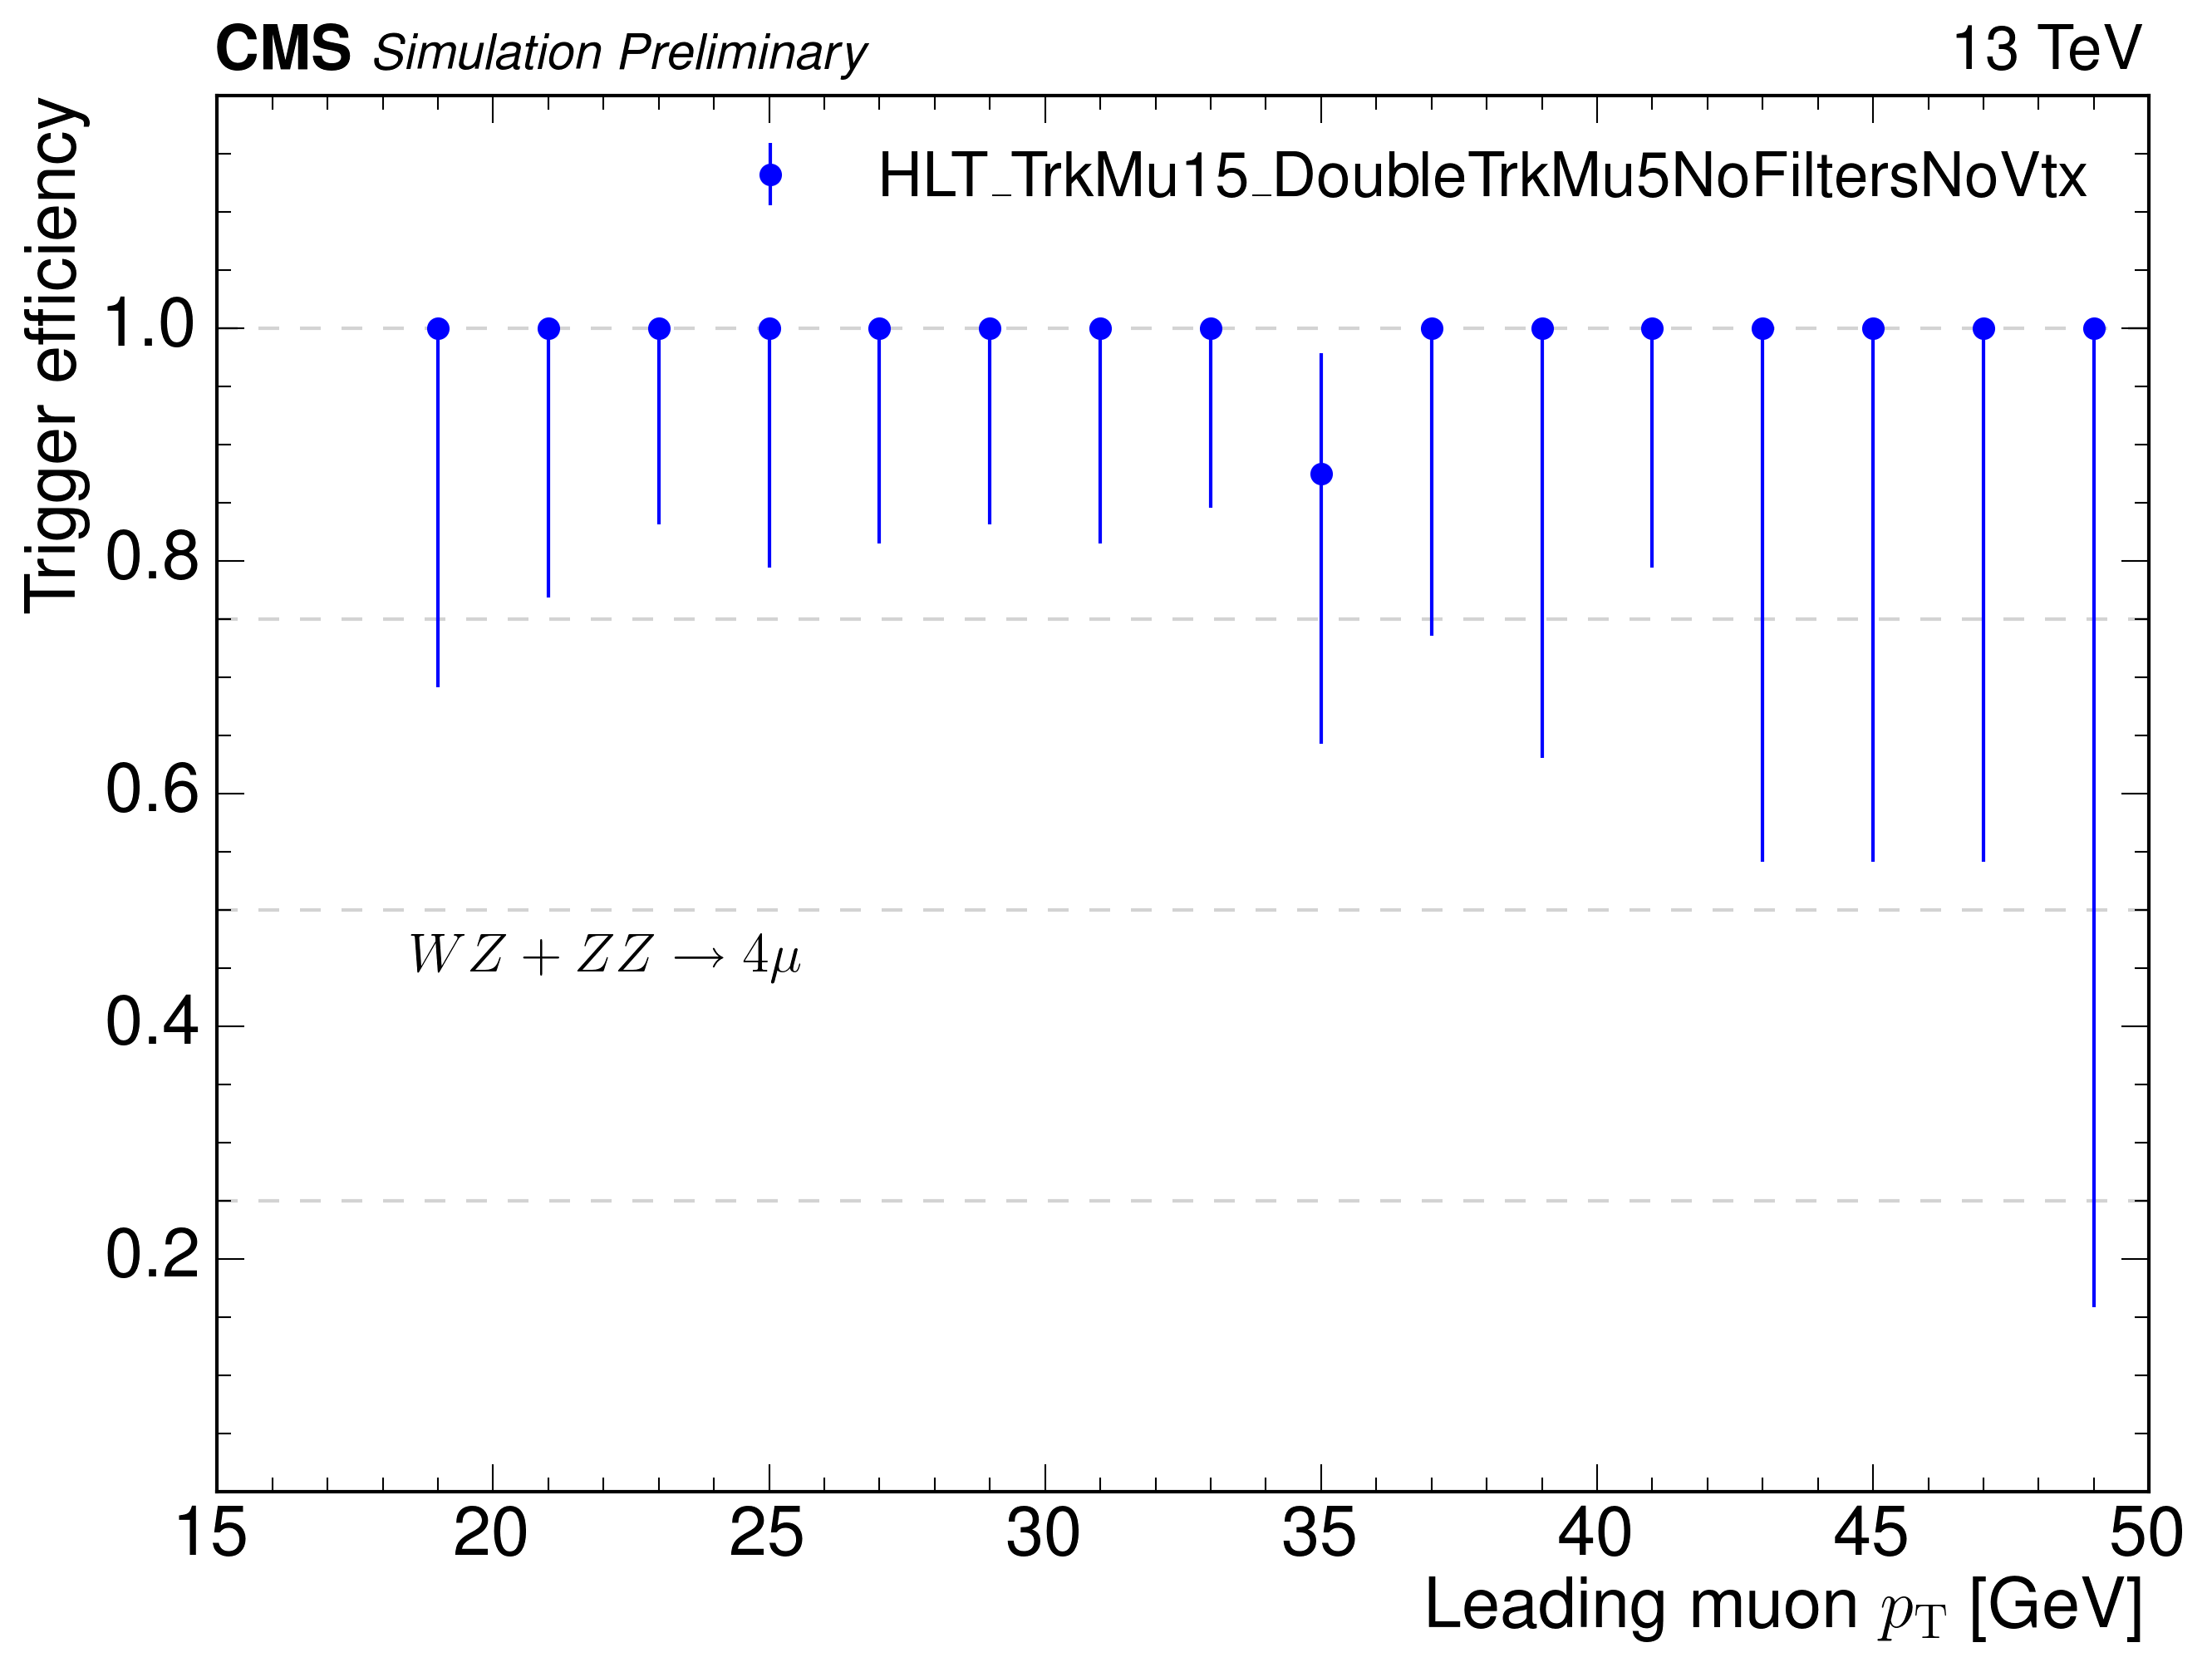 CMS Simulation Preliminary 13 TeV
Trigger efficiency
HLT_TrkMu15_DoubleTrkMu5NoFiltersNoVtx
1.0
0.8
0.6
WZ + ZZ → 4μ
0.4
0.2
15 20 25 30 35 40 45 50
Leading muon pT [GeV]